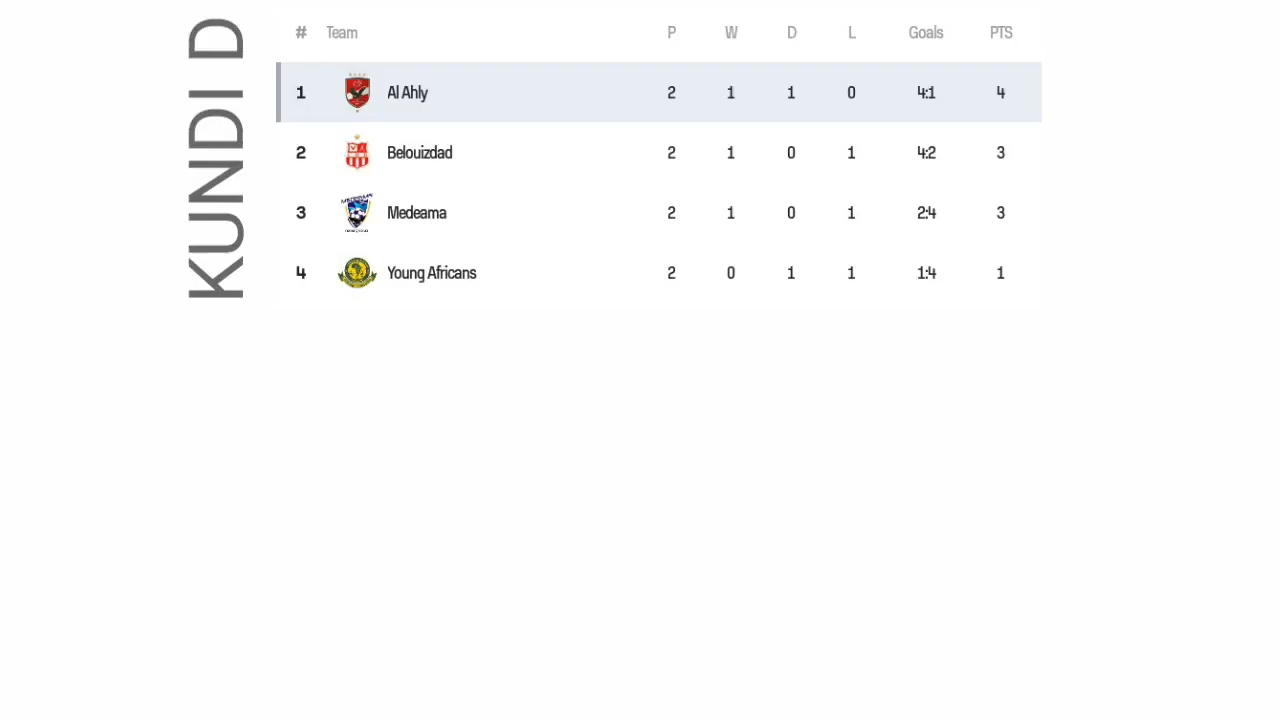 KUNDI D
# Team P W D L Goals PTS
1 Al Ahly 2 1 1 0 4:1 4
2 Belouizdad 2 1 0 1 4:2 3
3 Medeama 2 1 0 1 2:4 3
4 Young Africans 2 0 1 1 1:4 1